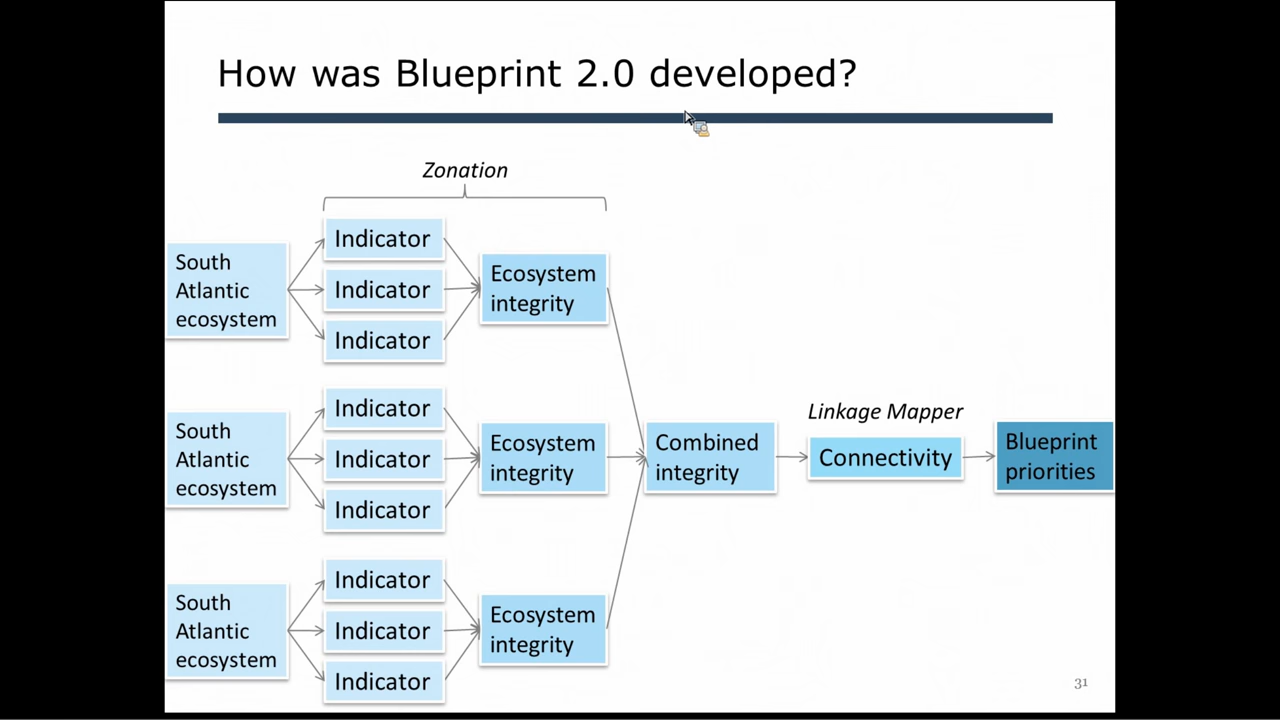 How was Blueprint 2.0 developed?
Zonation
South
Atlantic
ecosystem
Indicator
Indicator
Indicator
Ecosystem
integrity
South
Atlantic
ecosystem
Indicator
Indicator
Indicator
Ecosystem
integrity
South
Atlantic
ecosystem
Indicator
Indicator
Indicator
Ecosystem
integrity
Combined
integrity
Linkage Mapper
Connectivity
Blueprint
priorities
31